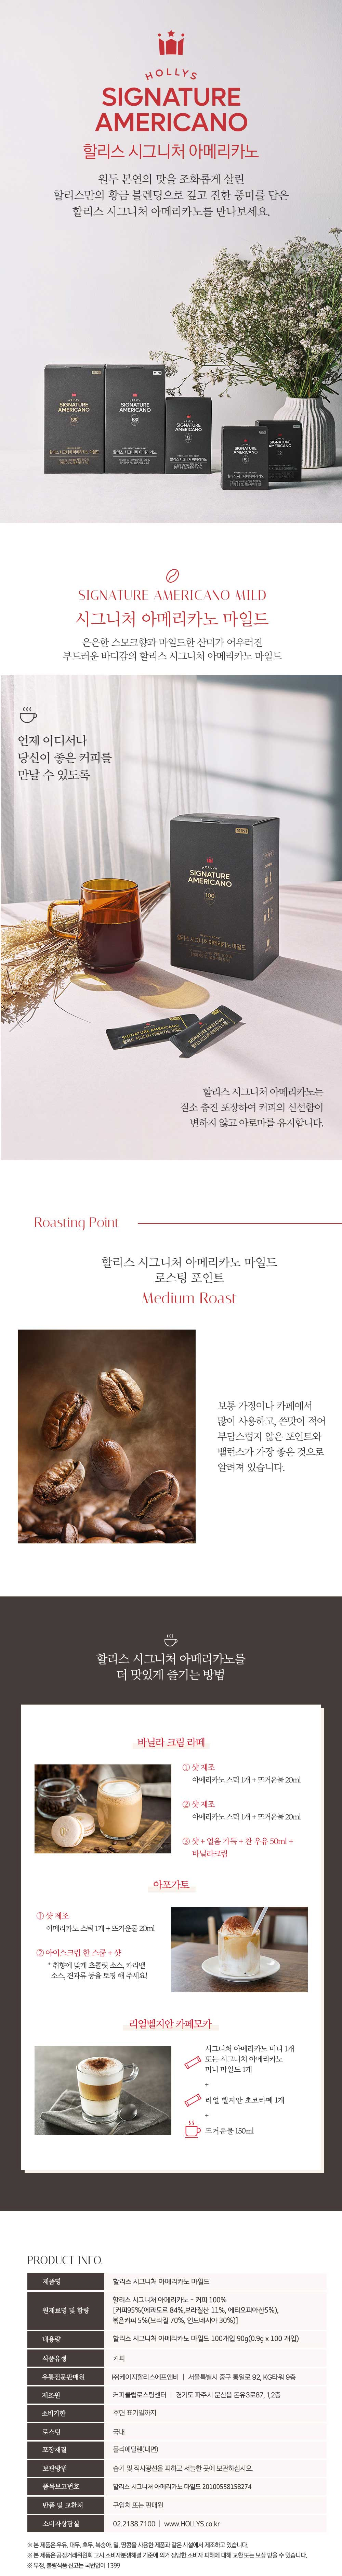 HOLLYS
SIGNATURE
AMERICANO
할리스 시그니처 아메리카노
원두 본연의 맛을 조화롭게 살린
할리스만의 황금 블렌딩으로 깊고 진한 풍미를 담은
할리스 시그니처 아메리카노를 만나보세요.
SIGNATURE
AMERICANO
100
SIGNATURE
AMERICANO
100
SIGNATURE
AMERICANO
SIGNATURE
AMERICANO
SIGNATURE
AMERICANO
SIGNATURE AMERICANO MILD
시그니처 아메리카노 마일드
은은한 스모크향과 마일드한 산미가 어우러진
부드러운 바디감의 할리스 시그니처 아메리카노 마일드
언제 어디서나
당신이 좋은 커피를
만날 수 있도록
MILD
HOLLYS
SIGNATURE
AMERICANO
100
할리스 시그니처 아메리카노 마일드
SIGNATURE AMERICANO
할리스 시그니처 아메리카노는
질소 충진 포장하여 커피의 신선함이
변하지 않고 아로마를 유지합니다.
Roasting Point
할리스 시그니처 아메리카노 마일드
로스팅 포인트
Medium Roast
보통 가정이나 카페에서
많이 사용하고, 쓴맛이 적어
부담스럽지 않은 포인트와
밸런스가 가장 좋은 것으로
알려져 있습니다.
할리스 시그니처 아메리카노를
더 맛있게 즐기는 방법
바닐라 크림 라떼
① 샷 제조
아메리카노 스틱 1개 + 뜨거운물 20ml
② 샷 제조
아메리카노 스틱 1개 + 뜨거운물 20ml
③ 샷 + 얼음 가득 + 찬 우유 50ml +
바닐라크림
아포가토
① 샷 제조
아메리카노 스틱 1개 + 뜨거운물 20ml
② 아이스크림 한 스쿱 + 샷
* 취향에 맞게 초콜릿 소스, 카라멜
소스, 견과류 등을 토핑 해 주세요!
리얼벨지안 카페모카
시그니처 아메리카노 미니 1개
또는 시그니처 아메리카노
미니 마일드 1개
+
리얼 벨지안 초코라떼 1개
+
뜨거운물 150ml
PRODUCT INFO.
제품명 할리스 시그니처 아메리카노 마일드
원재료명 및 함량 할리스 시그니처 아메리카노 - 커피 100%
[커피95%(에콰도르 84%,브라질산 11%, 에티오피아산5%),
볶은커피 5%(브라질 70%, 인도네시아 30%)]
내용량 할리스 시그니처 아메리카노 마일드 100개입 90g(0.9g x 100 개입)
식품유형 커피
유통전문판매원 ㈜케이지할리스에프앤비 | 서울특별시 중구 통일로 92, KG타워 9층
제조원 커피클럽로스팅센터 | 경기도 파주시 문산읍 돈유3로87, 1,2층
소비기한 후면 표기일까지
로스팅 국내
포장재질 폴리에틸렌(내면)
보관방법 습기 및 직사광선을 피하고 서늘한 곳에 보관하십시오.
품목보고번호 할리스 시그니처 아메리카노 마일드 20100558158274
반품 및 교환처 구입처 또는 판매원
소비자상담실 02.2188.7100 | www.HOLLYS.co.kr
※ 본 제품은 우유, 대두, 호두, 복숭아, 밀, 땅콩을 사용한 제품과 같은 시설에서 제조하고 있습니다.
※ 본 제품은 공정거래위원회 고시 소비자분쟁해결 기준에 의거 정당한 소비자 피해에 대해 교환 또는 보상 받을 수 있습니다.
※ 부정, 불량식품 신고는 국번없이 1399